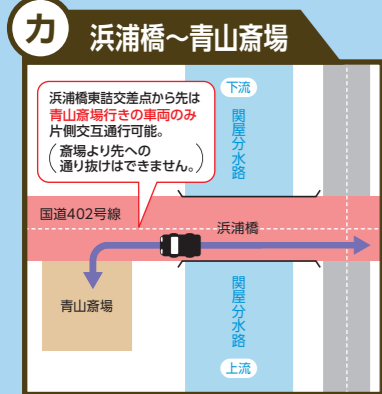 カ
浜浦橋～青山斎場
浜浦橋東詰交差点から先は
青山斎場行きの車両のみ
片側交互通行可能。
(斎場より先への
通り抜けはできません。)
下流
関屋分水路
国道402号線
浜浦橋
青山斎場
関屋分水路
上流